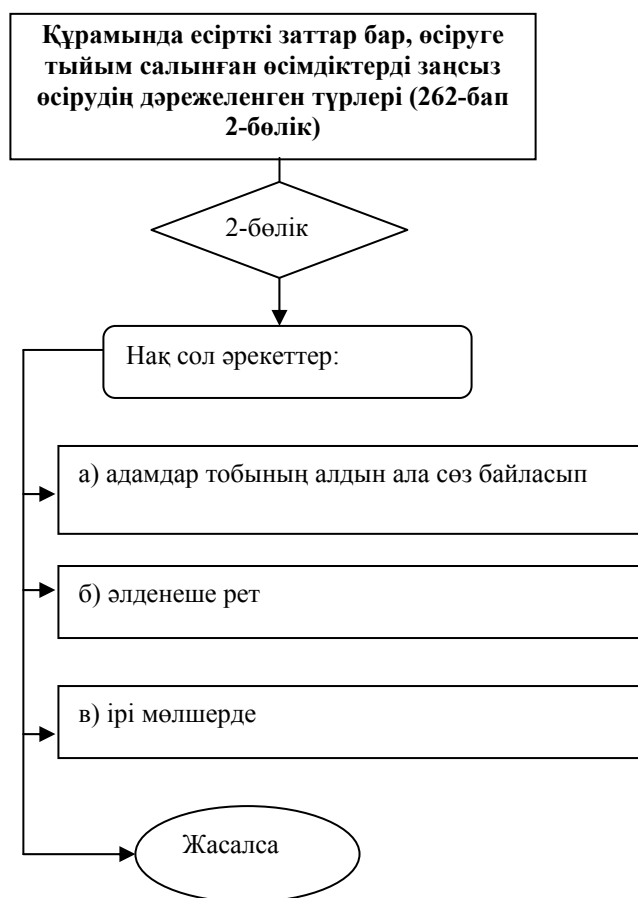 Құрамында есірткі заттар бар, өсіруге
тыйым салынған өсімдіктерді заңсыз
өсірудің дәрежеленген түрлері (262-бап
2-бөлік)
2-бөлік
Нақ сол әрекеттер:
а) адамдар тобының алдын ала сөз байласып
б) әлденеше рет
в) ірі мөлшерде
Жасалса